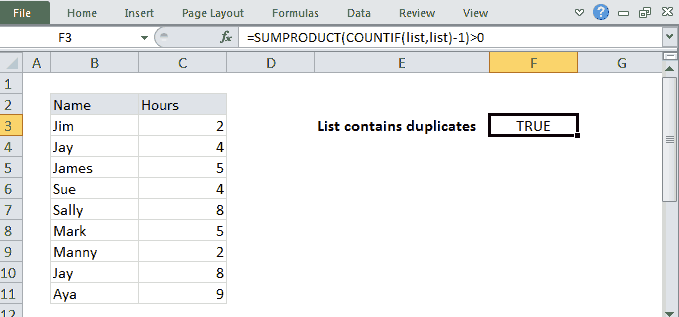 File Home Insert Page Layout Formulas Data Review View
F3 fx =SUMPRODUCT(COUNTIF(list,list)-1)>0
A B C D E F G
1
2 Name Hours
3 Jim 2 List contains duplicates TRUE
4 Jay 4
5 James 5
6 Sue 4
7 Sally 8
8 Mark 5
9 Manny 2
10 Jay 8
11 Aya 9
12